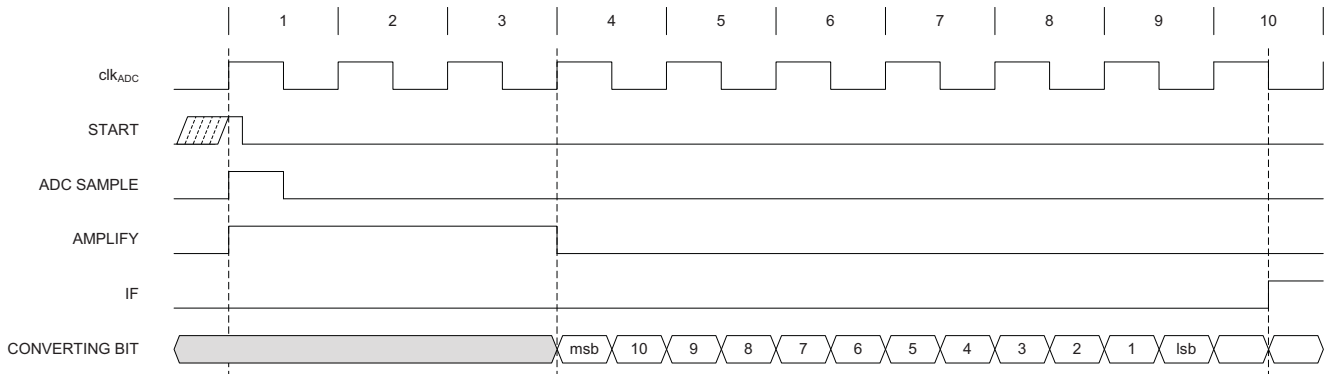 1 2 3 4 5 6 7 8 9 10
clkADC
START
ADC SAMPLE
AMPLIFY
IF
CONVERTING BIT msb 10 9 8 7 6 5 4 3 2 1 lsb